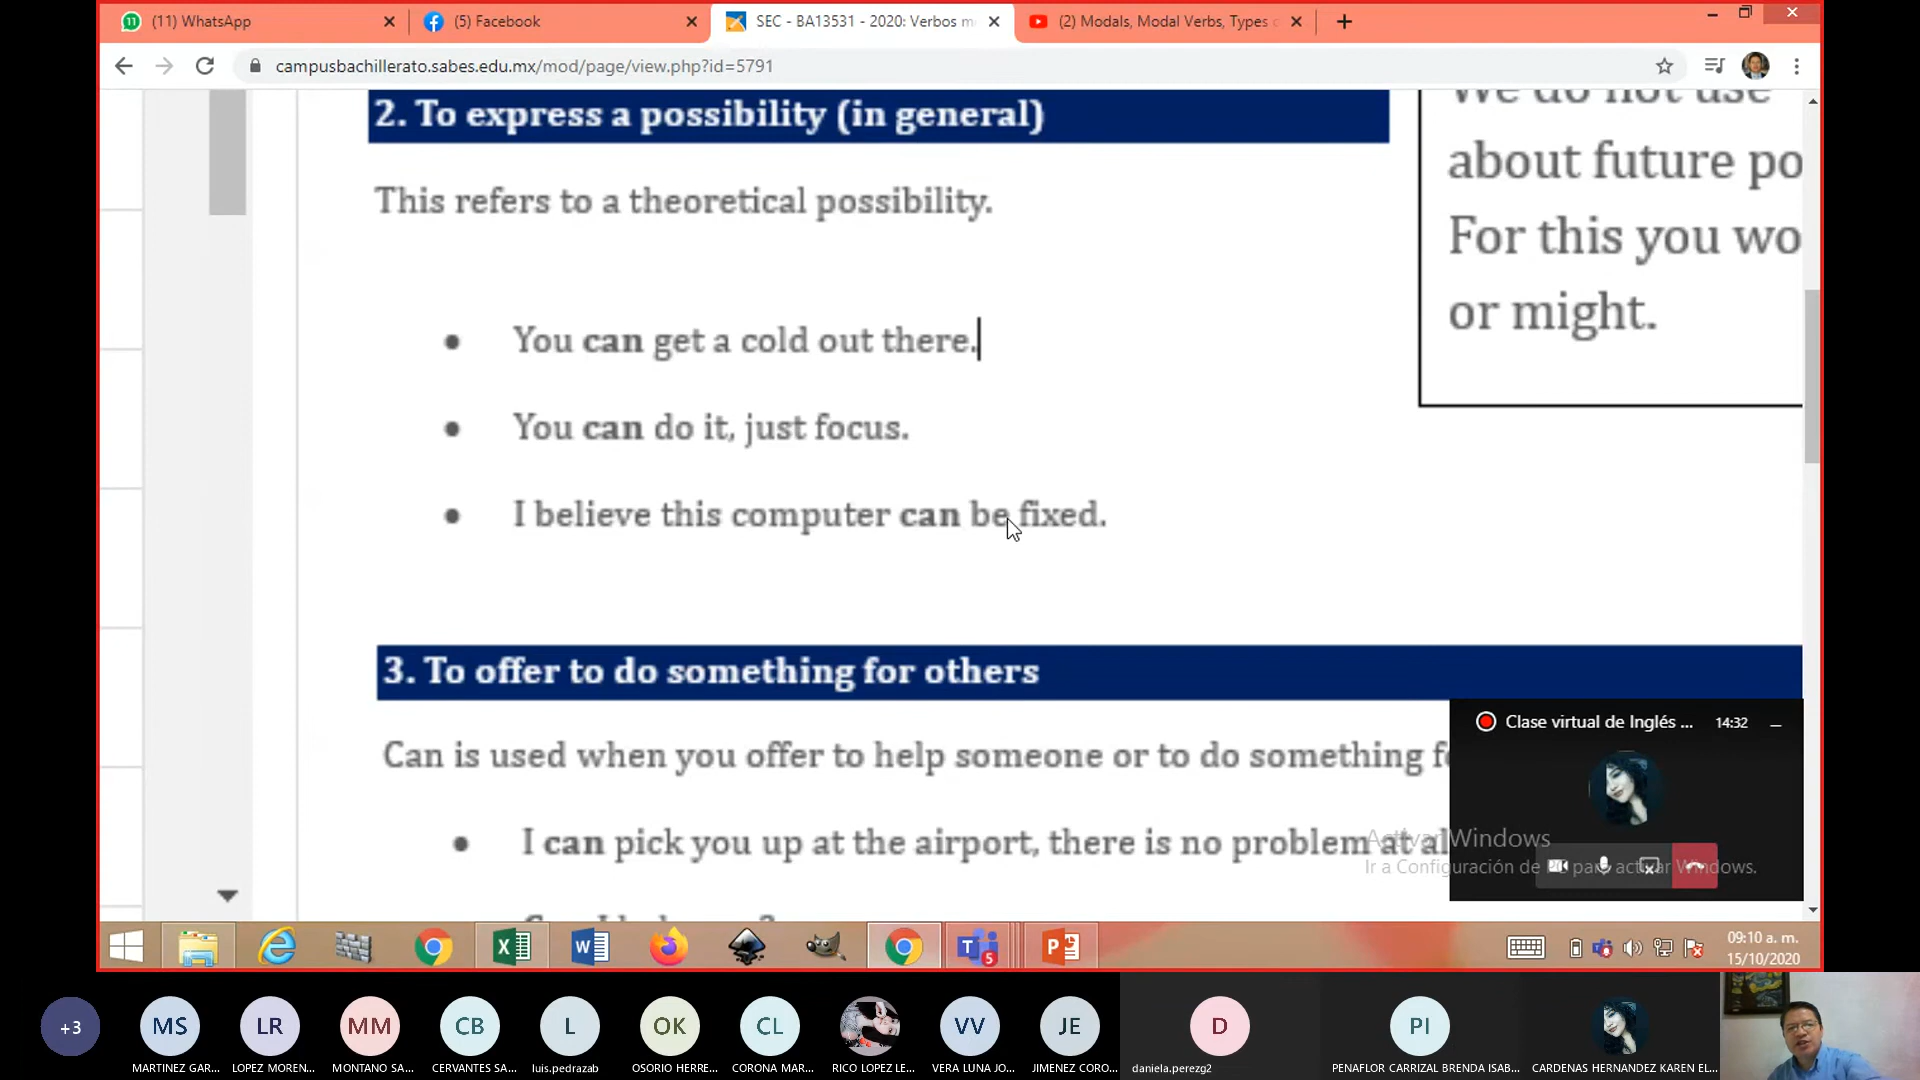 (11) WhatsApp
(5) Facebook
SEC - BA13531 - 2020: Verbos m
(2) Modals, Modal Verbs, Types
campusbachillerato.sabes.edu.mx/mod/page/view.php?id=5791
2. To express a possibility (in general)
We do not use
about future po
For this you wo
or might.
This refers to a theoretical possibility.
• You can get a cold out there.
• You can do it, just focus.
• I believe this computer can be fixed.
3. To offer to do something for others
Can is used when you offer to help someone or to do something f
• I can pick you up at the airport, there is no problem at al
Clase virtual de Inglés ... 14:32
Activar Windows
Ir a Configuración de PC para activar Windows.
5
09:10 a. m.
15/10/2020
+3
MS
LR
MM
CB
L
OK
CL
VV
JE
D
PI
MARTINEZ GAR...
LOPEZ MOREN...
MONTANO SA...
CERVANTES SA...
luis.pedrazab
OSORIO HERRE...
CORONA MAR...
RICO LOPEZ LE...
VERA LUNA JO...
JIMENEZ CORO...
daniela.perezg2
PENAFLOR CARRIZAL BRENDA ISAB...
CARDENAS HERNANDEZ KAREN EL...